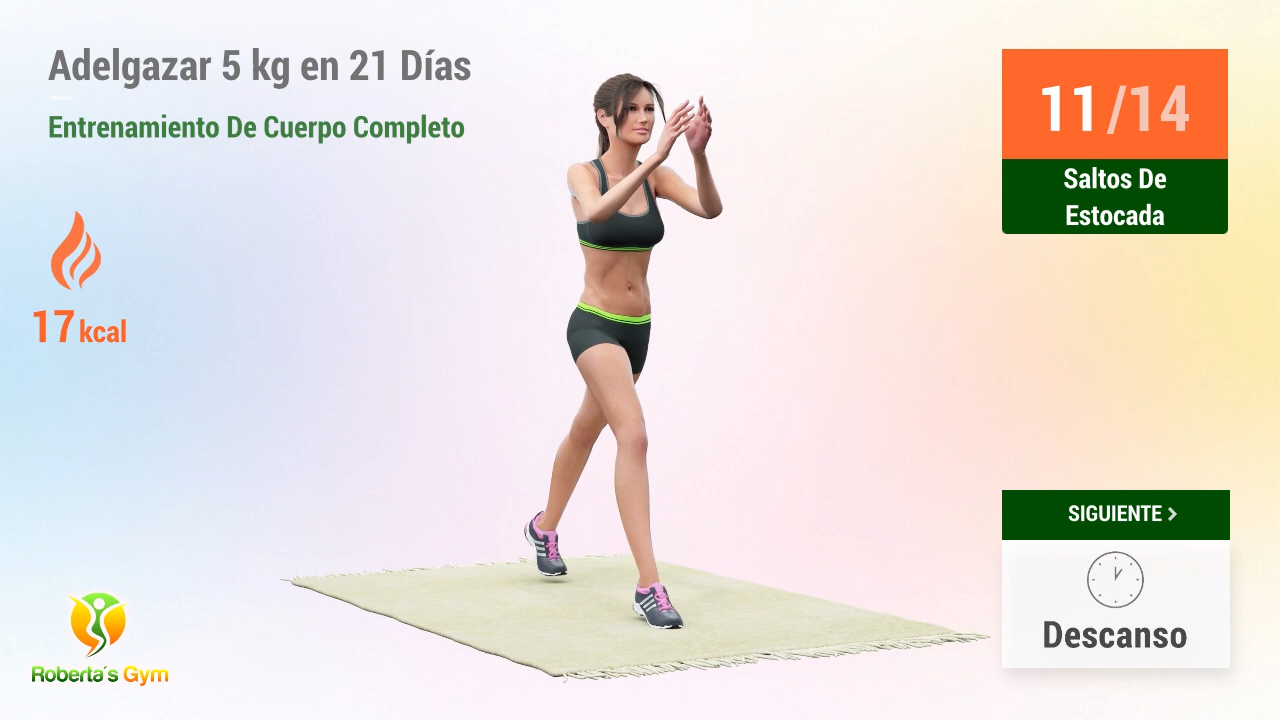 Adelgazar 5 kg en 21 Días
Entrenamiento De Cuerpo Completo
17 kcal
11/14
Saltos De
Estocada
SIGUIENTE >
Descanso
Roberta´s Gym